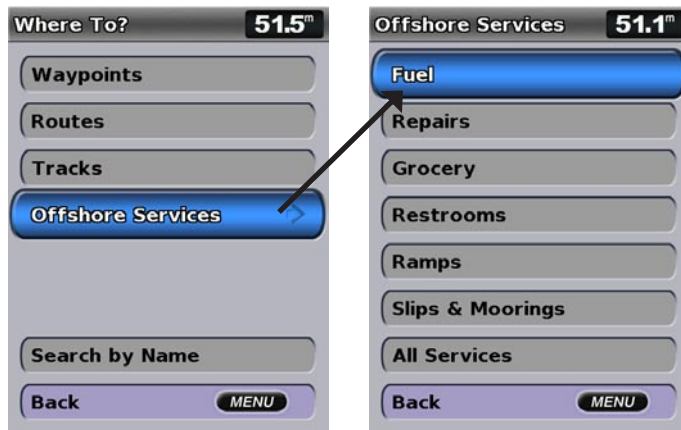 Where To? 51.5m
Waypoints
Routes
Tracks
Offshore Services
Search by Name
Back MENU
Offshore Services 51.1m
Fuel
Repairs
Grocery
Restrooms
Ramps
Slips & Moorings
All Services
Back MENU